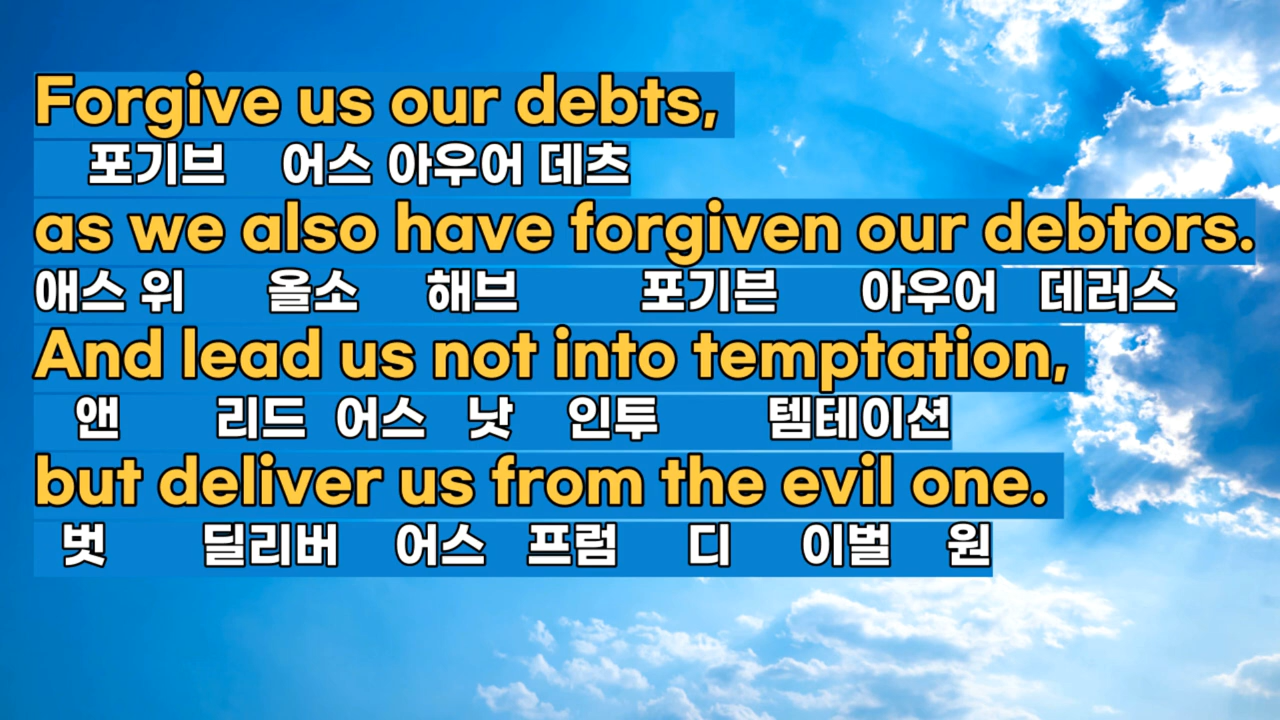 Forgive us our debts,
포기브 어스 아우어 데츠
as we also have forgiven our debtors.
애스 위 올소 해브 포기븐 아우어 데러스
And lead us not into temptation,
앤 리드 어스 낫 인투 템테이션
but deliver us from the evil one.
벗 딜리버 어스 프럼 디 이벌 원